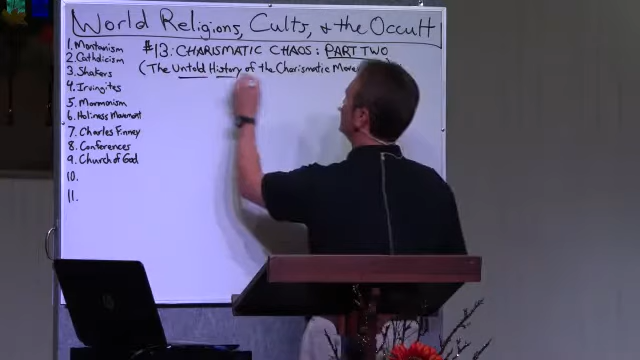 World Religions, Cults, & the Occult
#13: CHARISMATIC CHAOS: PART TWO
(The Untold History of the Charismatic
1. Montanism
2. Catholicism
3. Shakers
4. Irvingites
5. Mormonism
6. Holiness Movement
7. Charles Finney
8. Conferences
9. Church of God
10.
11.